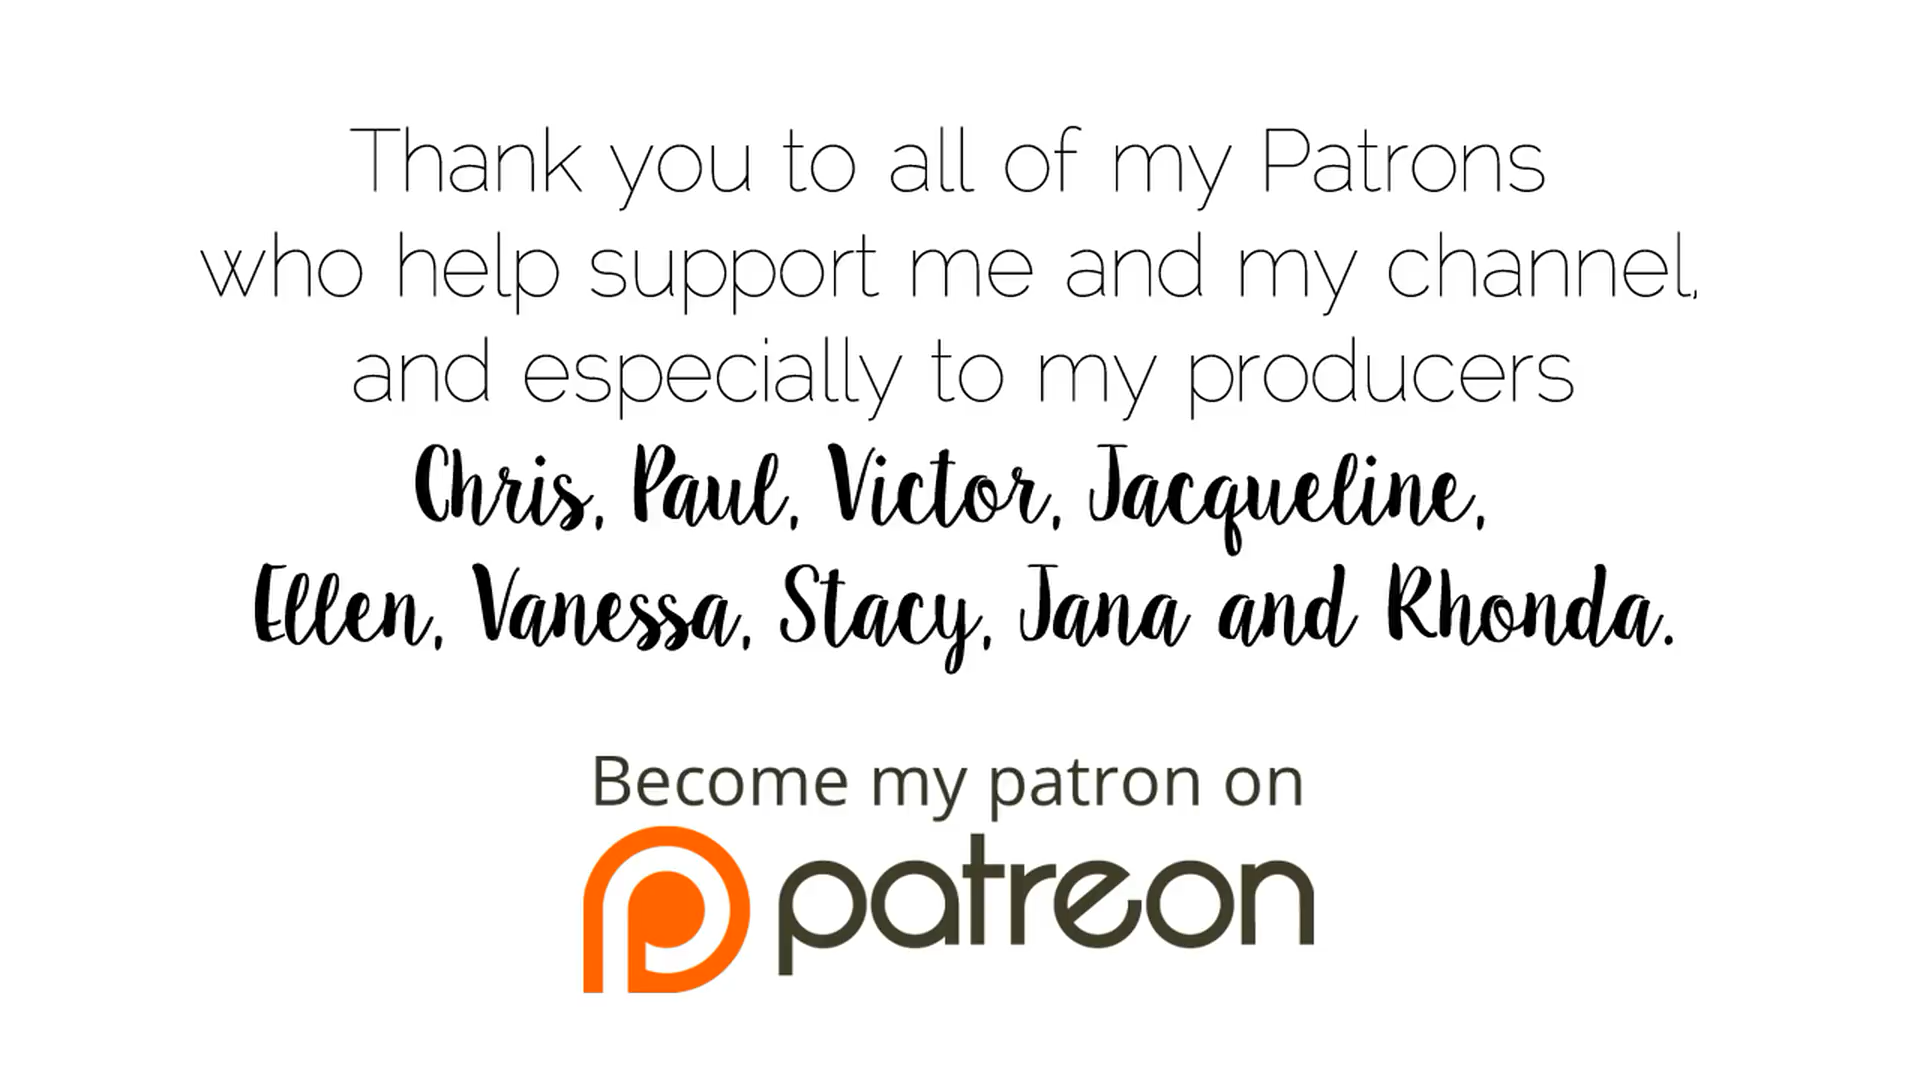 Thank you to all of my Patrons
who help support me and my channel,
and especially to my producers
Chris, Paul, Victor, Jacqueline,
Ellen, Vanessa, Stacy, Jana and Rhonda.
Become my patron on
patreon